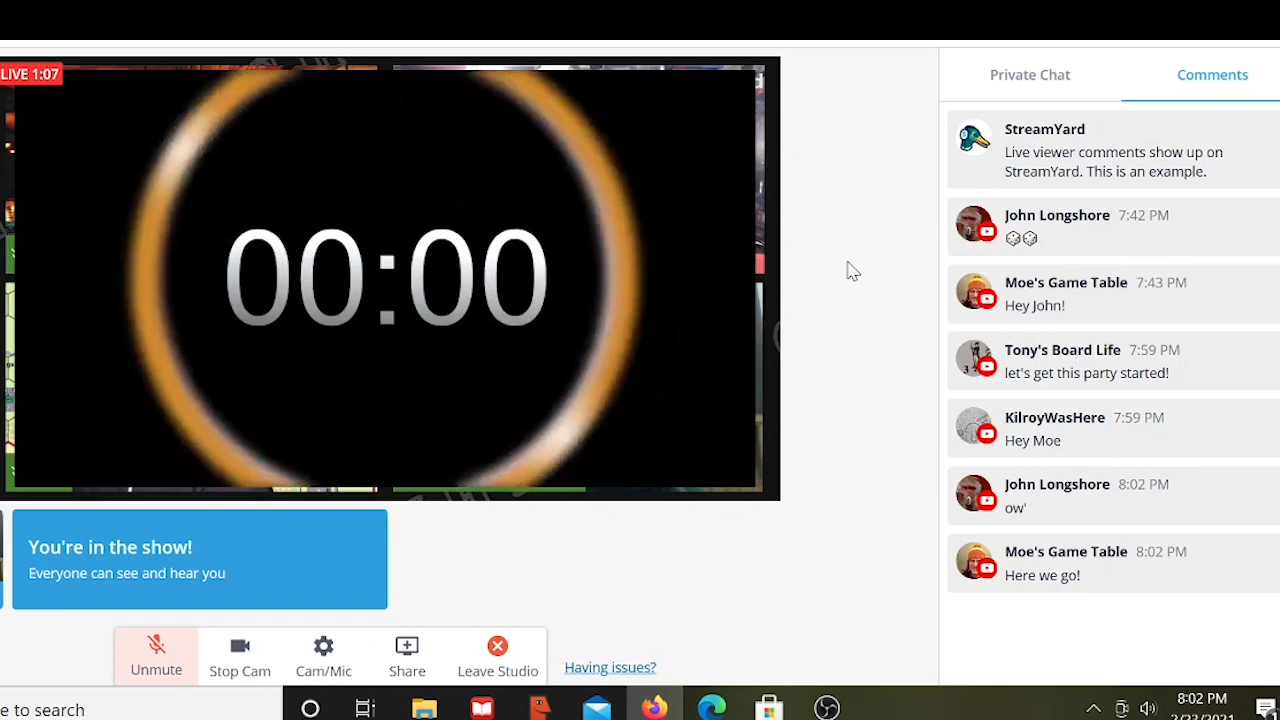 LIVE 1:07
00:00
Private Chat
Comments
StreamYard
Live viewer comments show up on
StreamYard. This is an example.
John Longshore 7:42 PM
Moe's Game Table 7:43 PM
Hey John!
Tony's Board Life 7:59 PM
let's get this party started!
KilroyWasHere 7:59 PM
Hey Moe
John Longshore 8:02 PM
ow'
Moe's Game Table 8:02 PM
Here we go!
You're in the show!
Everyone can see and hear you
Unmute
Stop Cam
Cam/Mic
Share
Leave Studio
Having issues?
e to search
8:02 PM